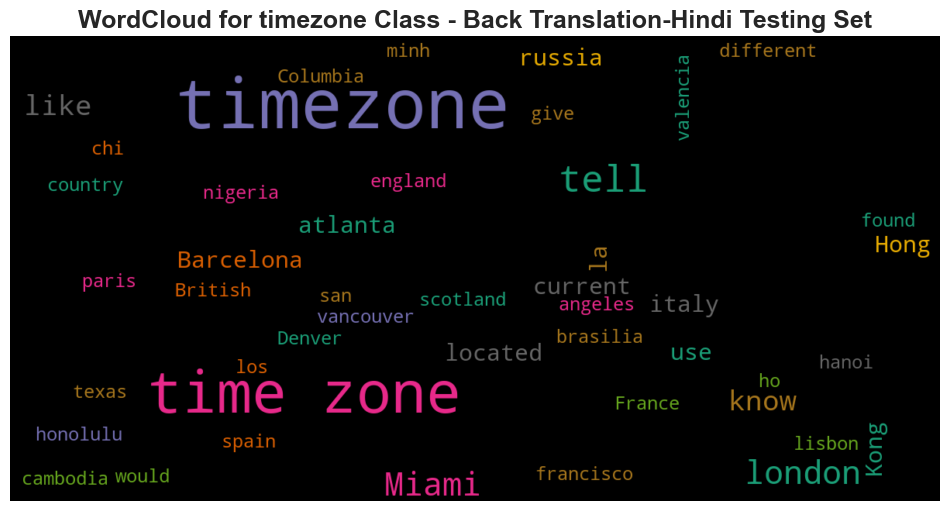 WordCloud for timezone Class - Back Translation-Hindi Testing Set
minh
different
russia
Columbia
valencia
like
timezone
give
chi
country
england
tell
nigeria
atlanta
found
Hong
Barcelona
la
paris
British
current
san
scotland
angeles
italy
vancouver
Denver
brasilia
located
use
los
hanoi
texas
time zone
ho
France
know
honolulu
spain
lisbon
Kong
cambodia
would
Miami
francisco
london